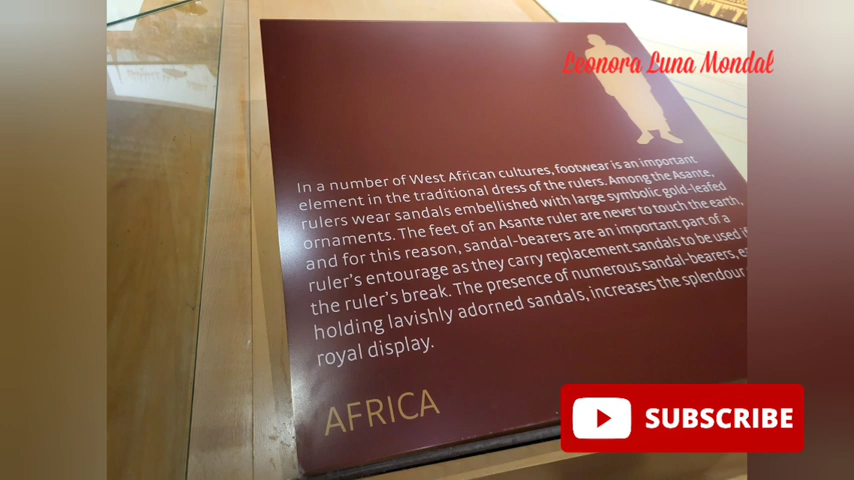 Leonora Luna Mondal
In a number of West African cultures, footwear is an important
element in the traditional dress of the rulers. Among the Asante,
rulers wear sandals embellished with large symbolic gold-leafed
ornaments. The feet of an Asante ruler are never to touch the earth,
and for this reason, sandal-bearers are an important part of a
ruler's entourage as they carry replacement sandals to be used
the ruler's break. The presence of numerous sandal-bearers,
holding lavishly adorned sandals, increases the splendour
royal display.
AFRICA
SUBSCRIBE